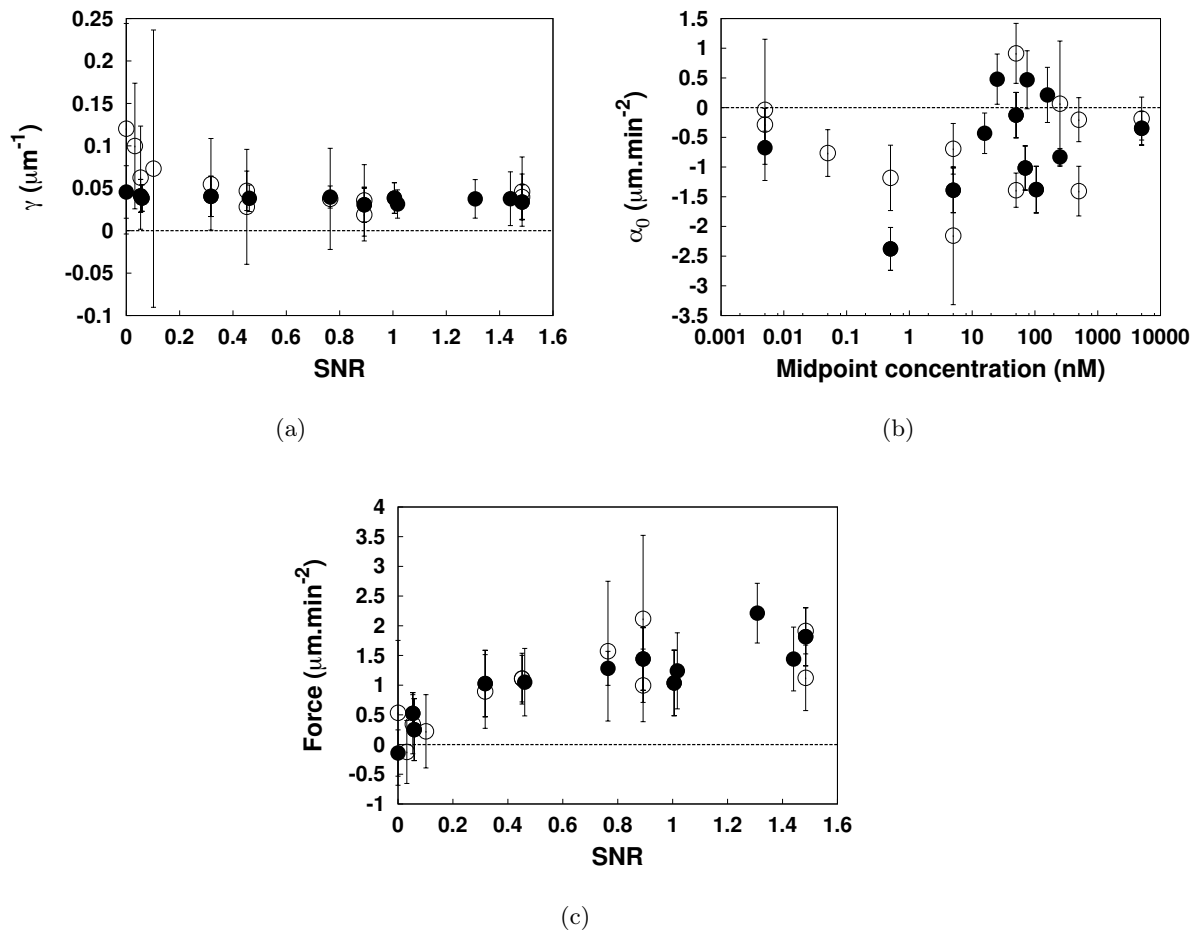 0.25
0.2
0.15
0.1
0.05
0
-0.05
-0.1
γ (μm⁻¹)
0 0.2 0.4 0.6 0.8 1 1.2 1.4 1.6
SNR
(a)
1.5
1
0.5
0
-0.5
-1
-1.5
-2
-2.5
-3
-3.5
α₀ (μm.min⁻²)
0.001 0.01 0.1 1 10 100 1000 10000
Midpoint concentration (nM)
(b)
4
3.5
3
2.5
2
1.5
1
0.5
0
-0.5
-1
Force (μm.min⁻²)
0 0.2 0.4 0.6 0.8 1 1.2 1.4 1.6
SNR
(c)